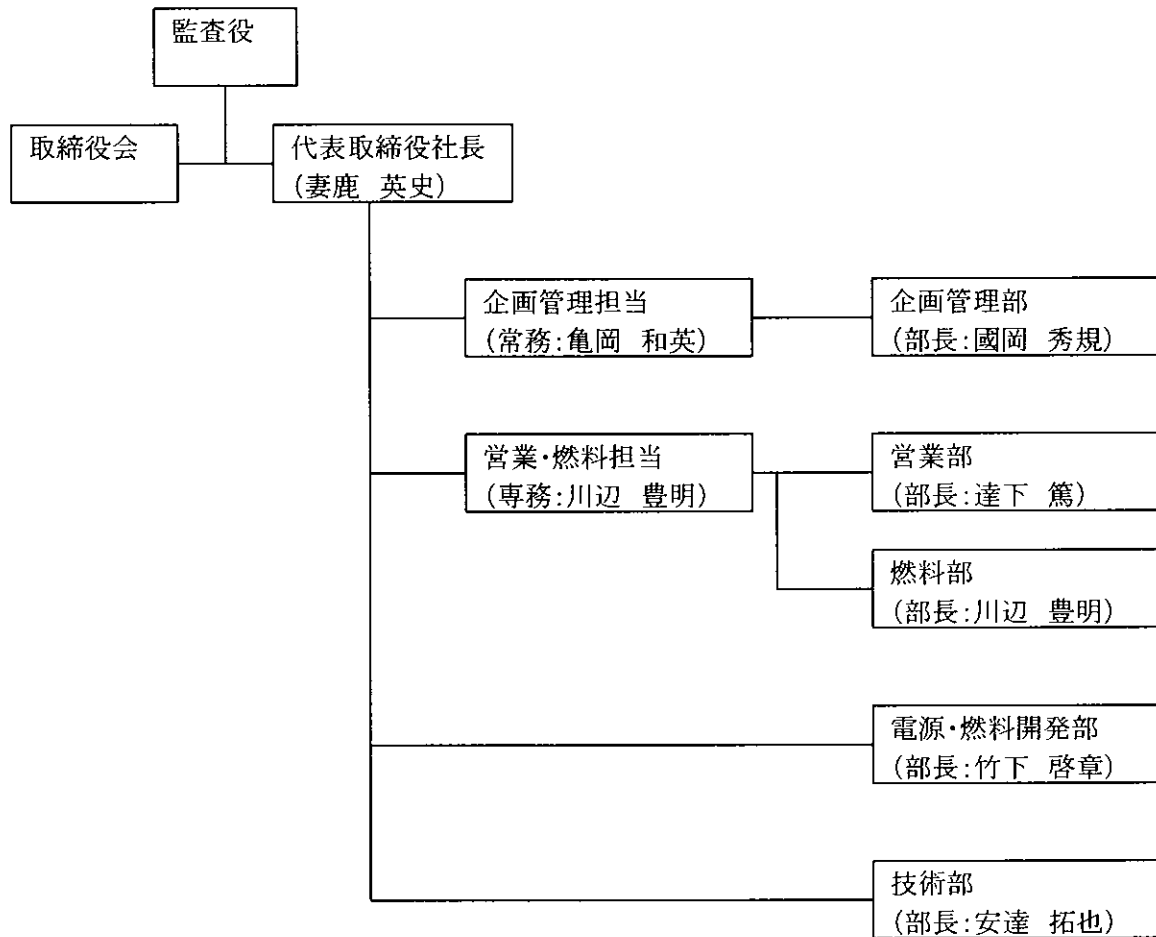 監査役
取締役会
代表取締役社長
(妻鹿 英史)
企画管理担当
(常務:亀岡 和英)
企画管理部
(部長:國岡 秀規)
営業・燃料担当
(専務:川辺 豊明)
営業部
(部長:達下 篤)
燃料部
(部長:川辺 豊明)
電源・燃料開発部
(部長:竹下 啓章)
技術部
(部長:安達 拓也)